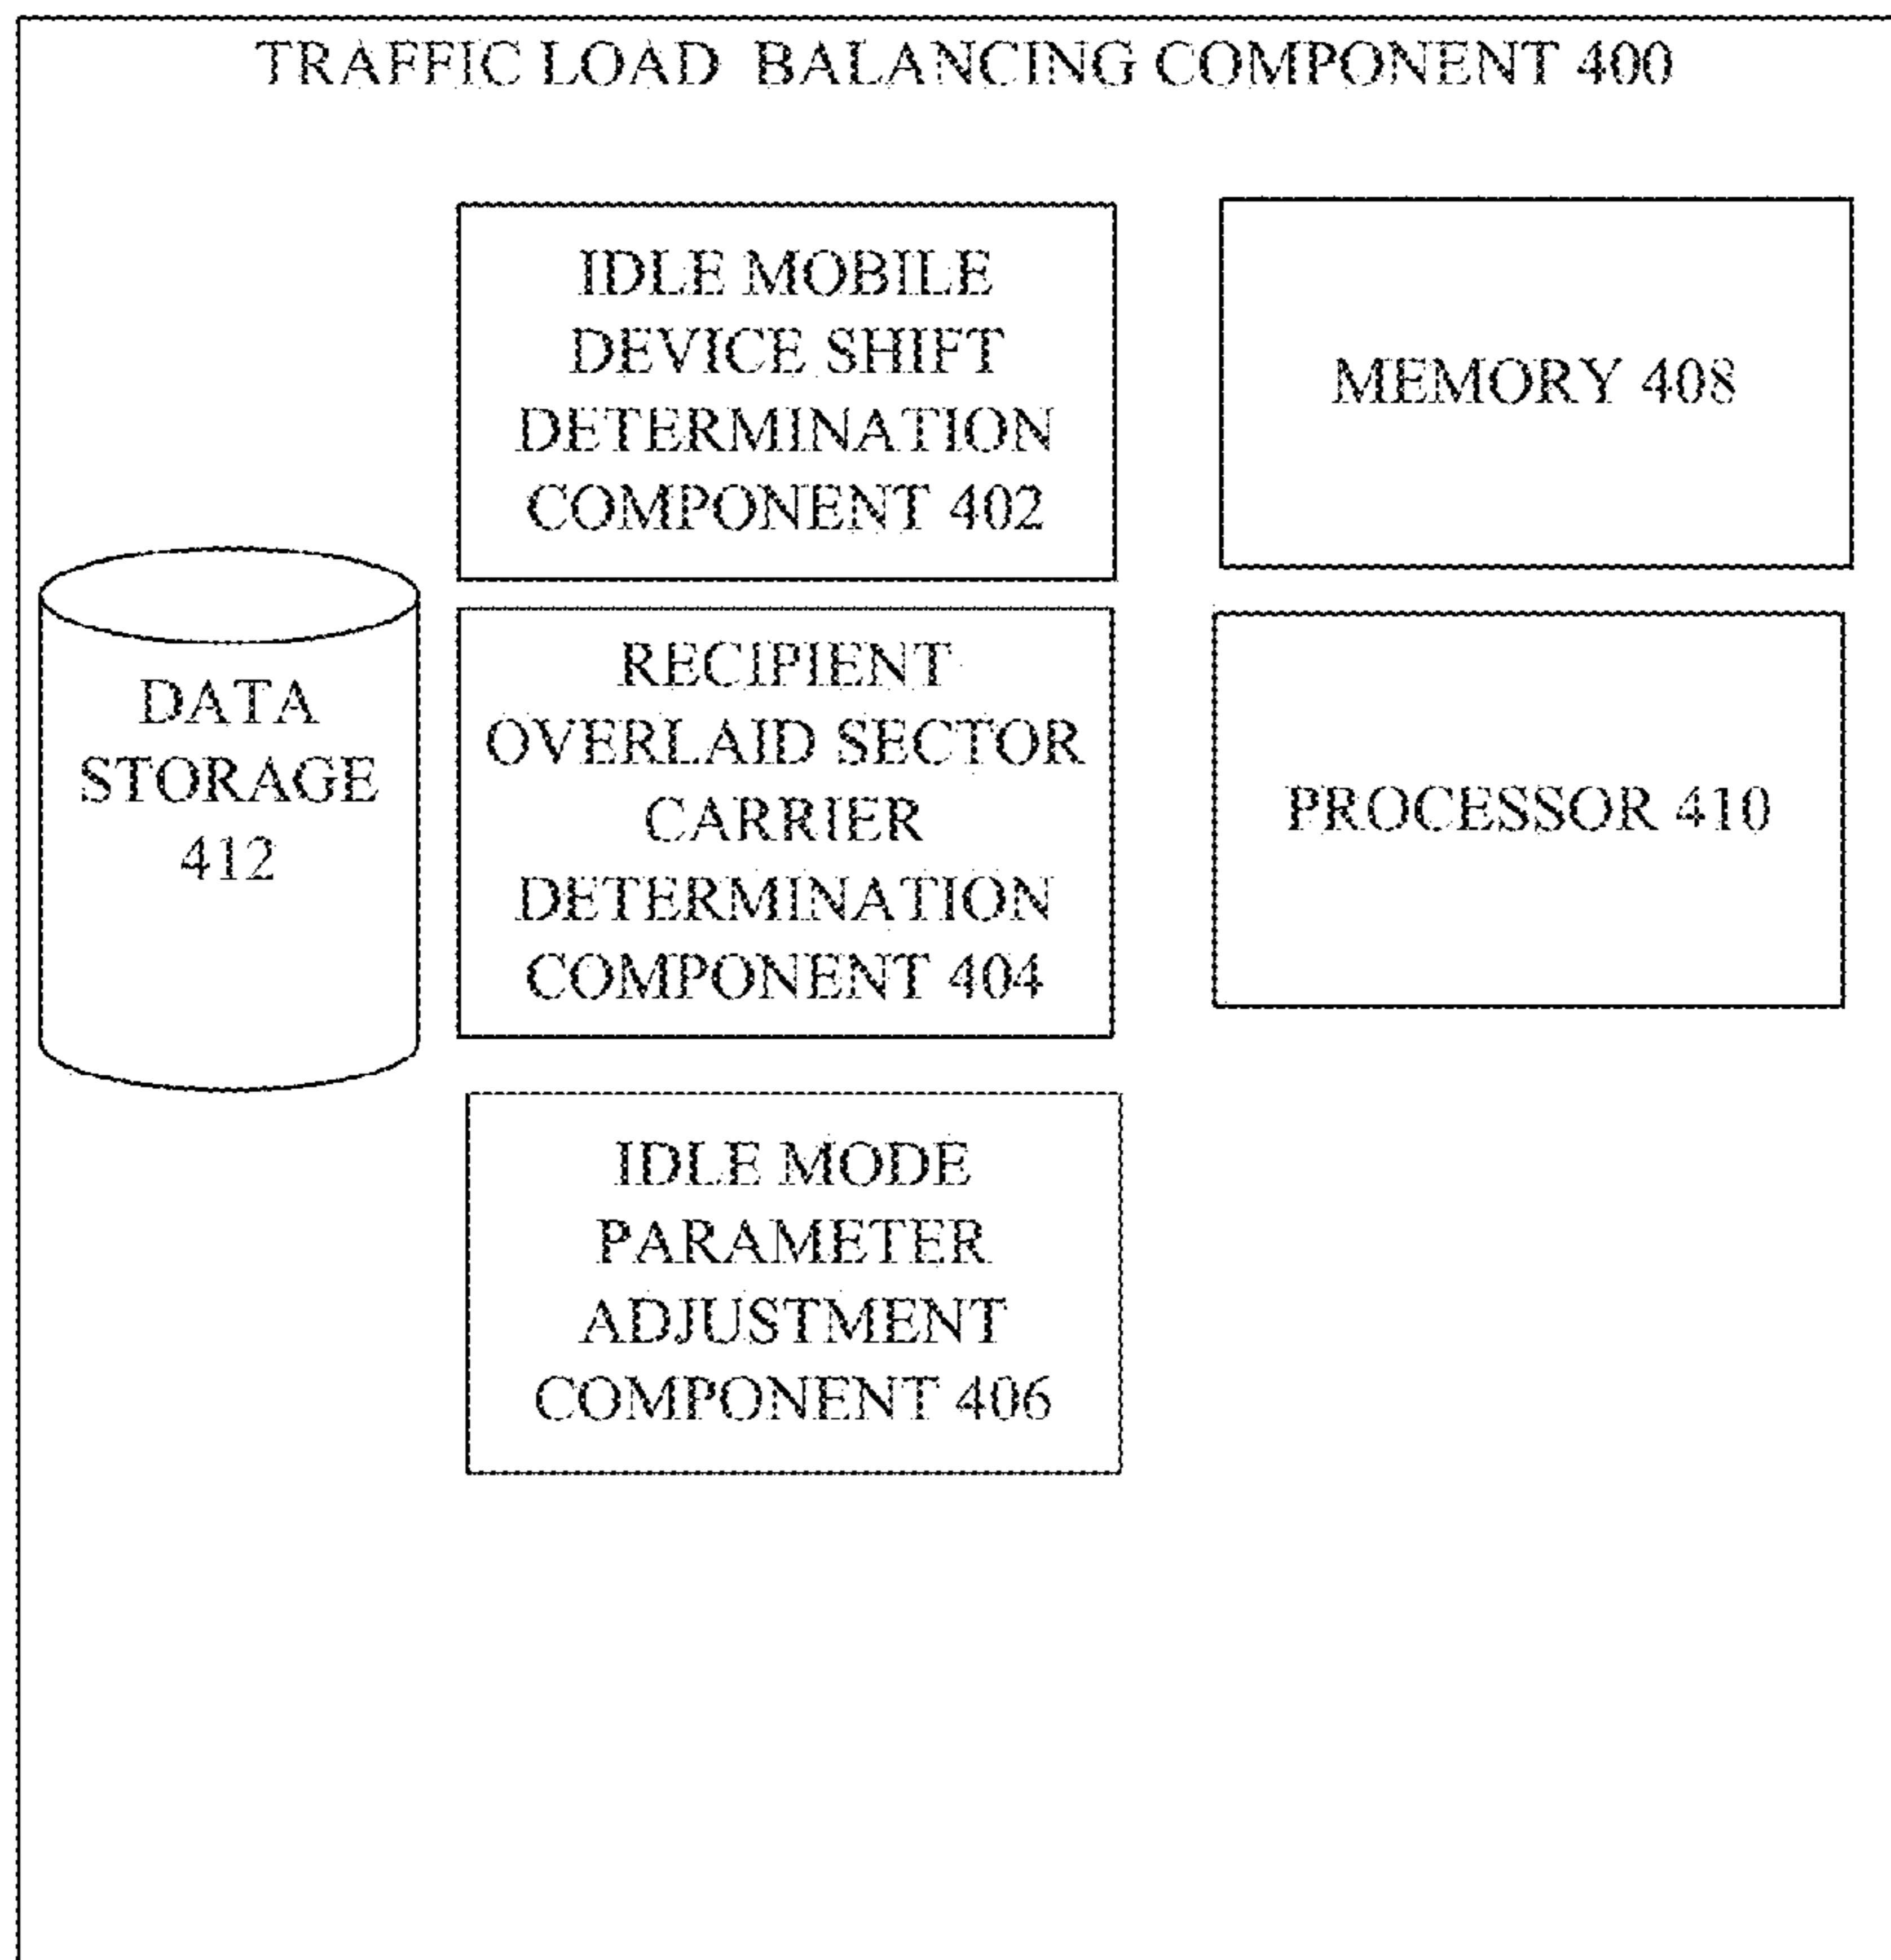 TRAFFIC LOAD BALANCING COMPONENT 400
IDLE MOBILE
DEVICE SHIFT
DETERMINATION
COMPONENT 402
MEMORY 408
RECIPIENT
OVERLAID SECTOR
CARRIER
DETERMINATION
COMPONENT 404
DATA
STORAGE
412
PROCESSOR 410
IDLE MODE
PARAMETER
ADJUSTMENT
COMPONENT 406